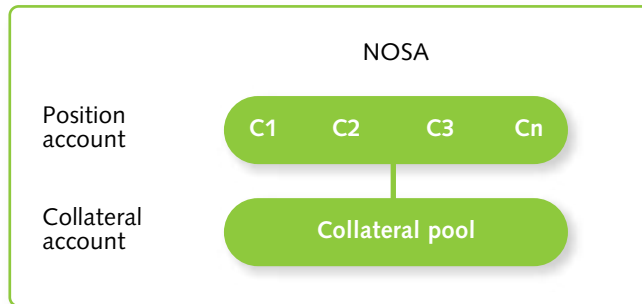 NOSA
Position
account
C1 C2 C3 Cn
Collateral
account
Collateral pool